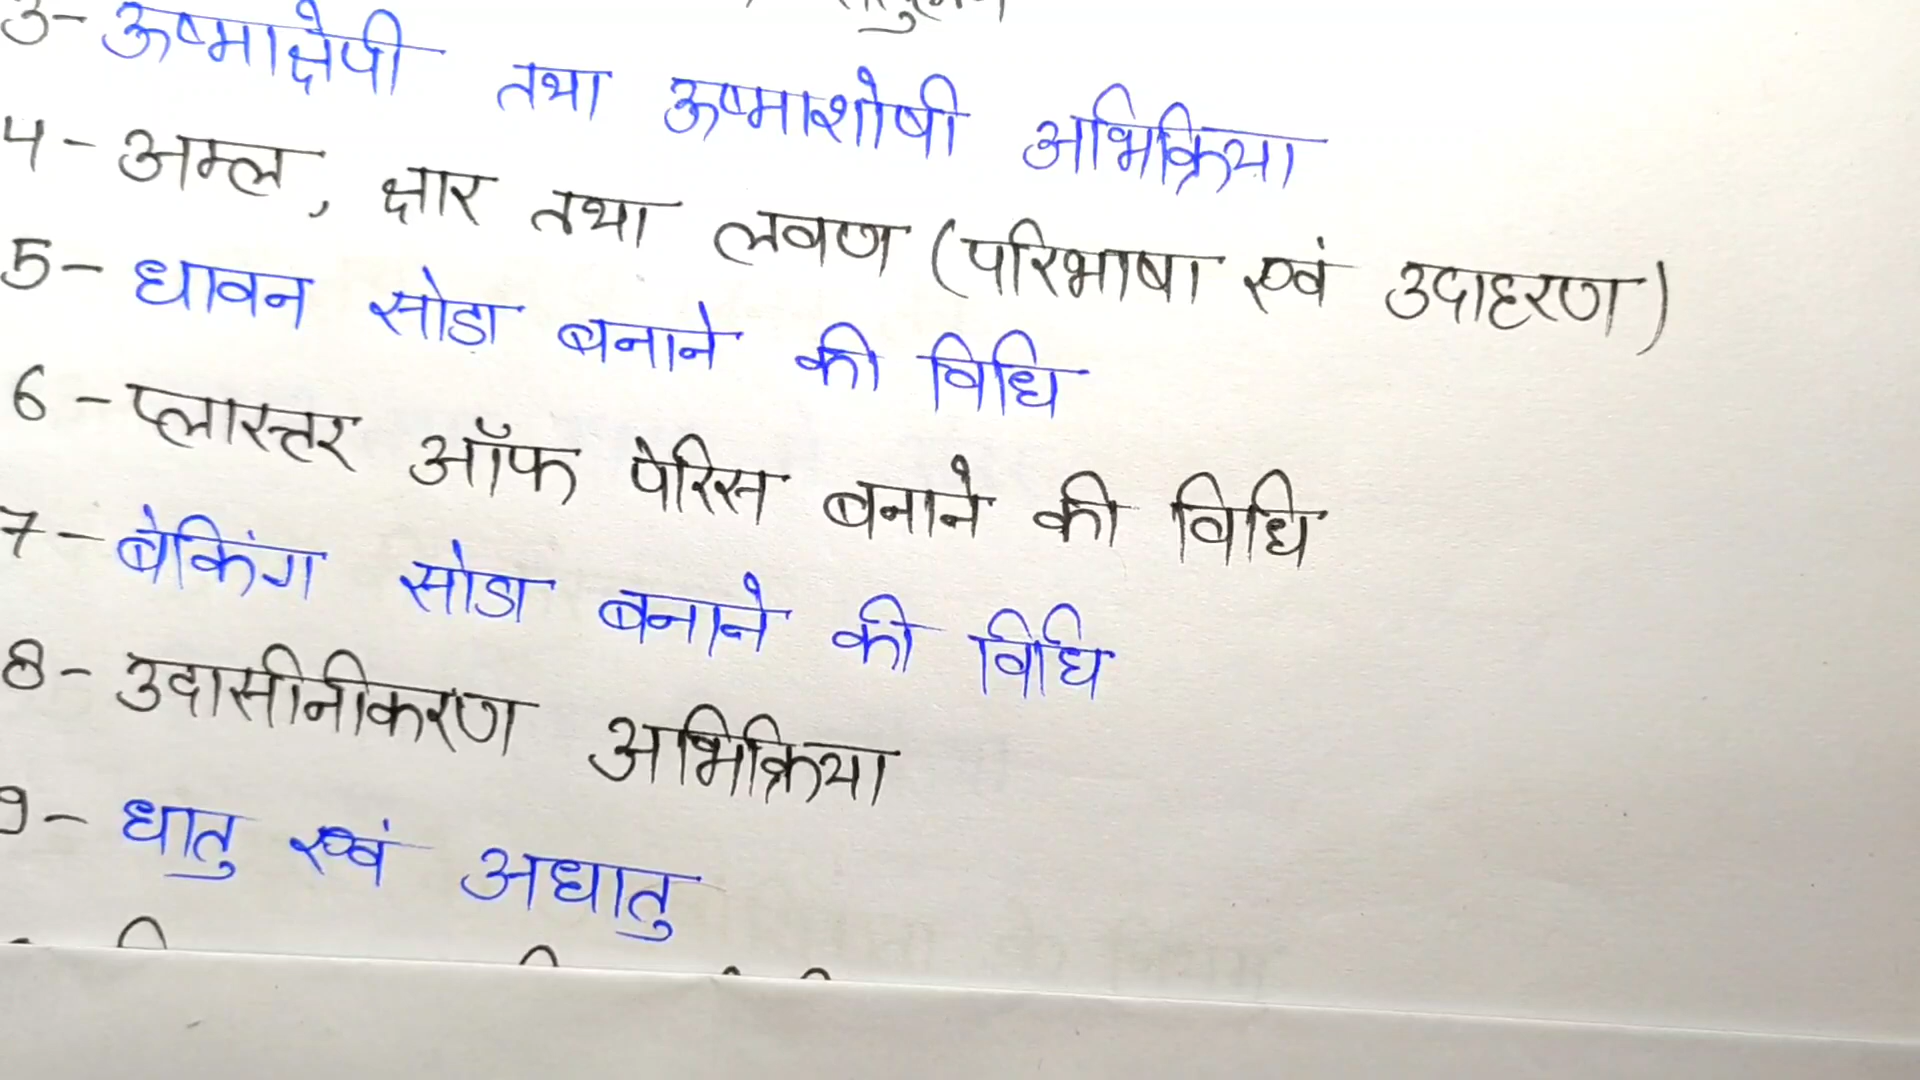 3- ऊष्माक्षेपी तथा ऊष्माशोषी अभिक्रिया
4- अम्ल, क्षार तथा लवण (परिभाषा एवं उदाहरण)
5- धावन सोडा बनाने की विधि
6- प्लास्टर ऑफ पेरिस बनाने की विधि
7- बेकिंग सोडा बनाने की विधि
8- उदासीनीकरण अभिक्रिया
9- धातु एवं अधातु